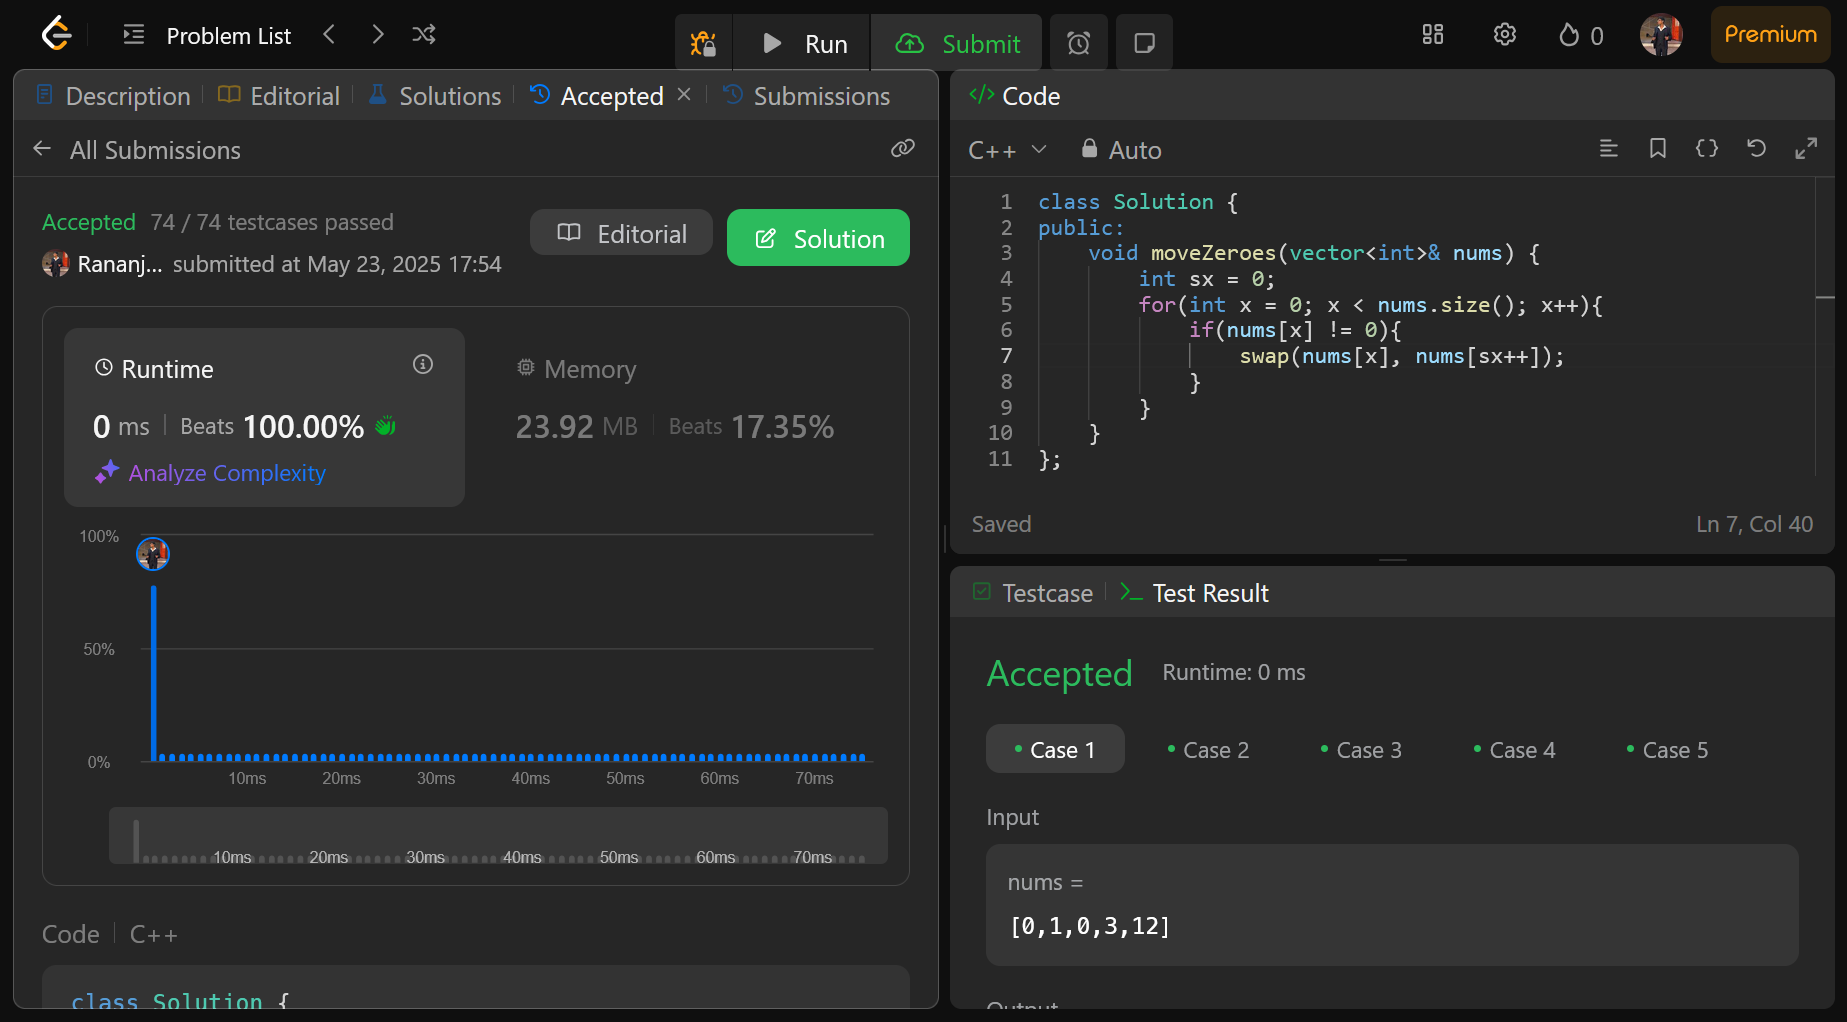 Problem List
Run
Submit
0
Premium
Description
Editorial
Solutions
Accepted
Submissions
All Submissions
Accepted 74 / 74 testcases passed
Rananj... submitted at May 23, 2025 17:54
Editorial
Solution
Runtime
0 ms Beats 100.00%
Analyze Complexity
Memory
23.92 MB Beats 17.35%
100%
50%
0%
10ms 20ms 30ms 40ms 50ms 60ms 70ms
10ms 20ms 30ms 40ms 50ms 60ms 70ms
Code C++
class Solution {
</> Code
C++ Auto
1 class Solution {
2 public:
3 void moveZeroes(vector<int>& nums) {
4 int sx = 0;
5 for(int x = 0; x < nums.size(); x++){
6 if(nums[x] != 0){
7 swap(nums[x], nums[sx++]);
8 }
9 }
10 }
11 };
Saved
Ln 7, Col 40
Testcase
Test Result
Accepted Runtime: 0 ms
Case 1 Case 2 Case 3 Case 4 Case 5
Input
nums =
[0,1,0,3,12]
Output